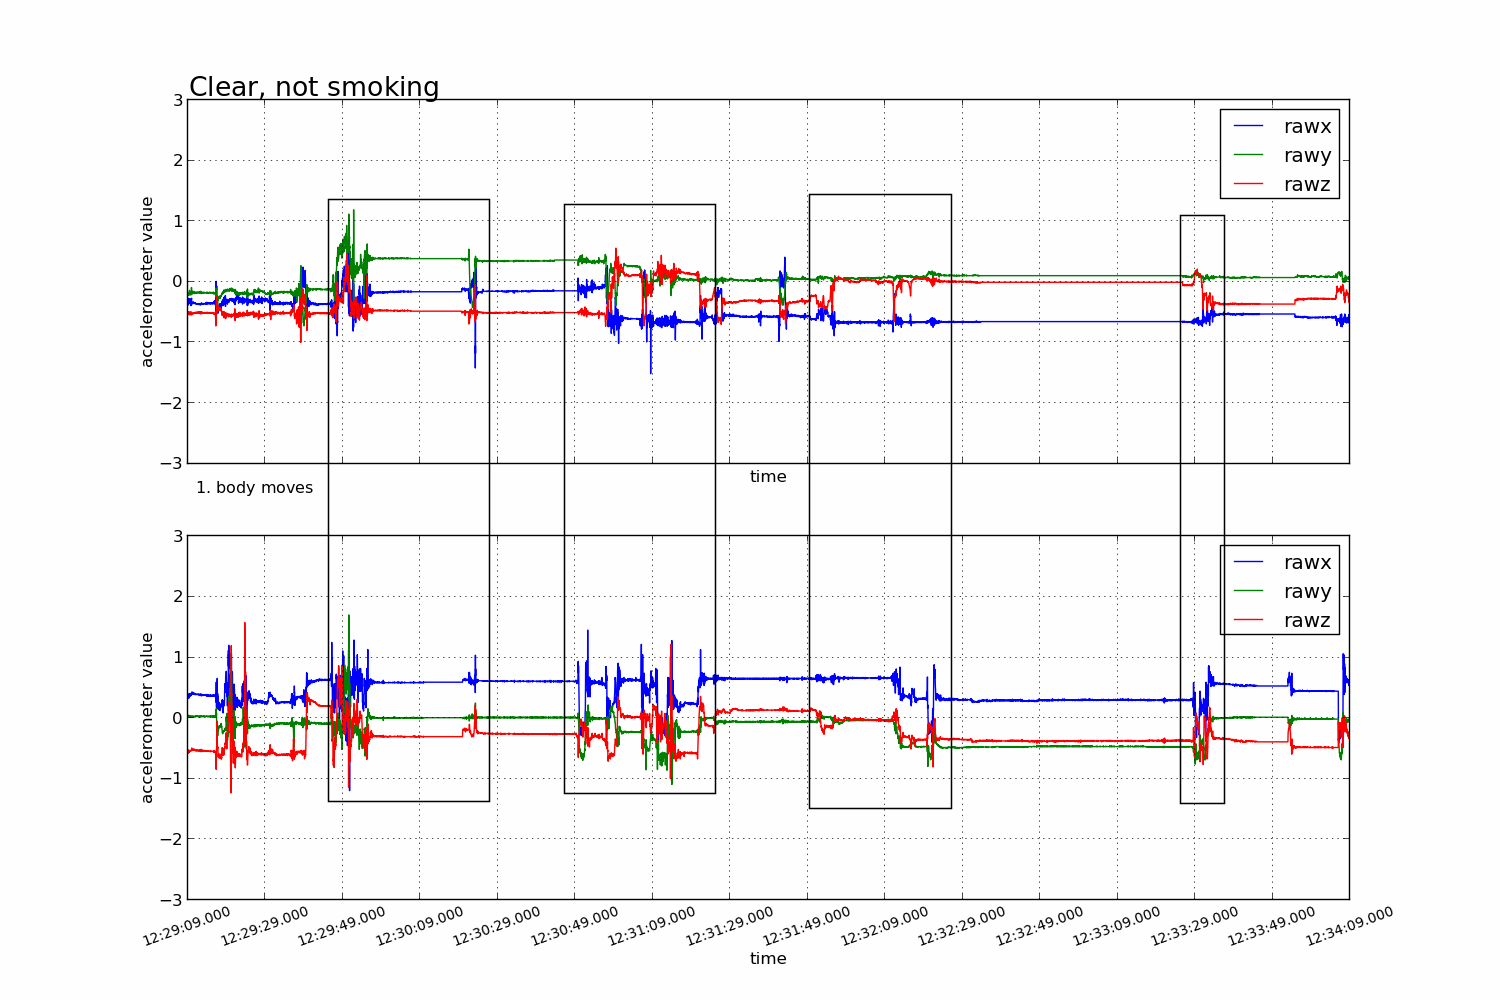 Clear, not smoking
3
2
1
0
−1
−2
−3
accelerometer value
rawx
rawy
rawz
time
1. body moves
3
2
1
0
−1
−2
−3
accelerometer value
rawx
rawy
rawz
12:29:09.000
12:29:29.000
12:29:49.000
12:30:09.000
12:30:29.000
12:30:49.000
12:31:09.000
12:31:29.000
12:31:49.000
12:32:09.000
12:32:29.000
12:32:49.000
12:33:09.000
12:33:29.000
12:33:49.000
12:34:09.000
time